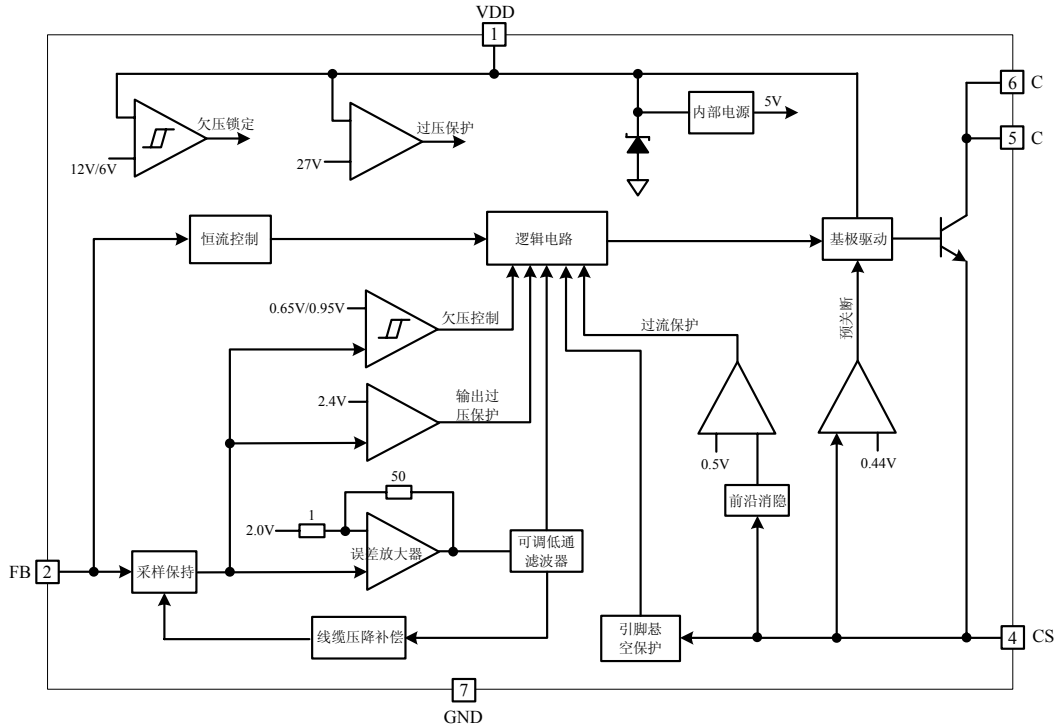 VDD
1
6
C
5
C
内部电源
5V
欠压锁定
12V/6V
过压保护
27V
恒流控制
逻辑电路
基极驱动
0.65V/0.95V
欠压控制
过流保护
预关断
2.4V
输出过
压保护
0.5V
0.44V
50
1
2.0V
误差放大器
前沿消隐
可调低通
滤波器
FB
2
采样保持
线缆压降补偿
引脚悬
空保护
4
CS
7
GND